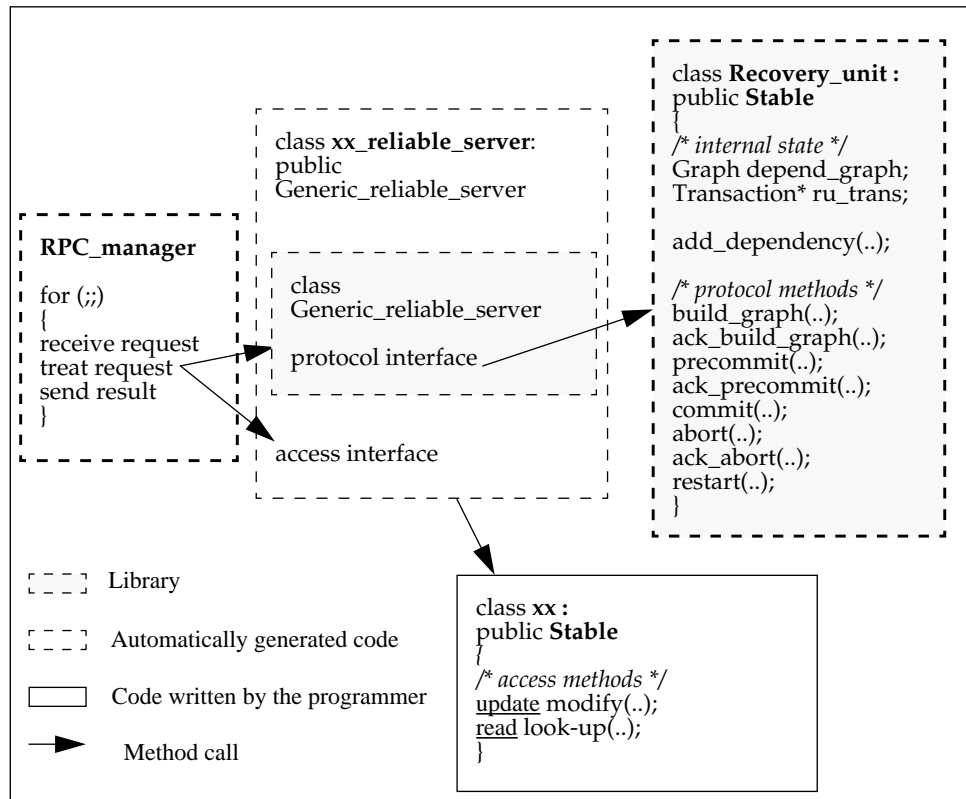 RPC_manager
for (;;)
{
receive request
treat request
send result
}
class xx_reliable_server:
public
Generic_reliable_server
class
Generic_reliable_server
protocol interface
access interface
class Recovery_unit :
public Stable
{
/* internal state */
Graph depend_graph;
Transaction* ru_trans;
add_dependency(..);
/* protocol methods */
build_graph(..);
ack_build_graph(..);
precommit(..);
ack_precommit(..);
commit(..);
abort(..);
ack_abort(..);
restart(..);
}
class xx :
public Stable
{
/* access methods */
update modify(..);
read look-up(..);
}
Library
Automatically generated code
Code written by the programmer
Method call